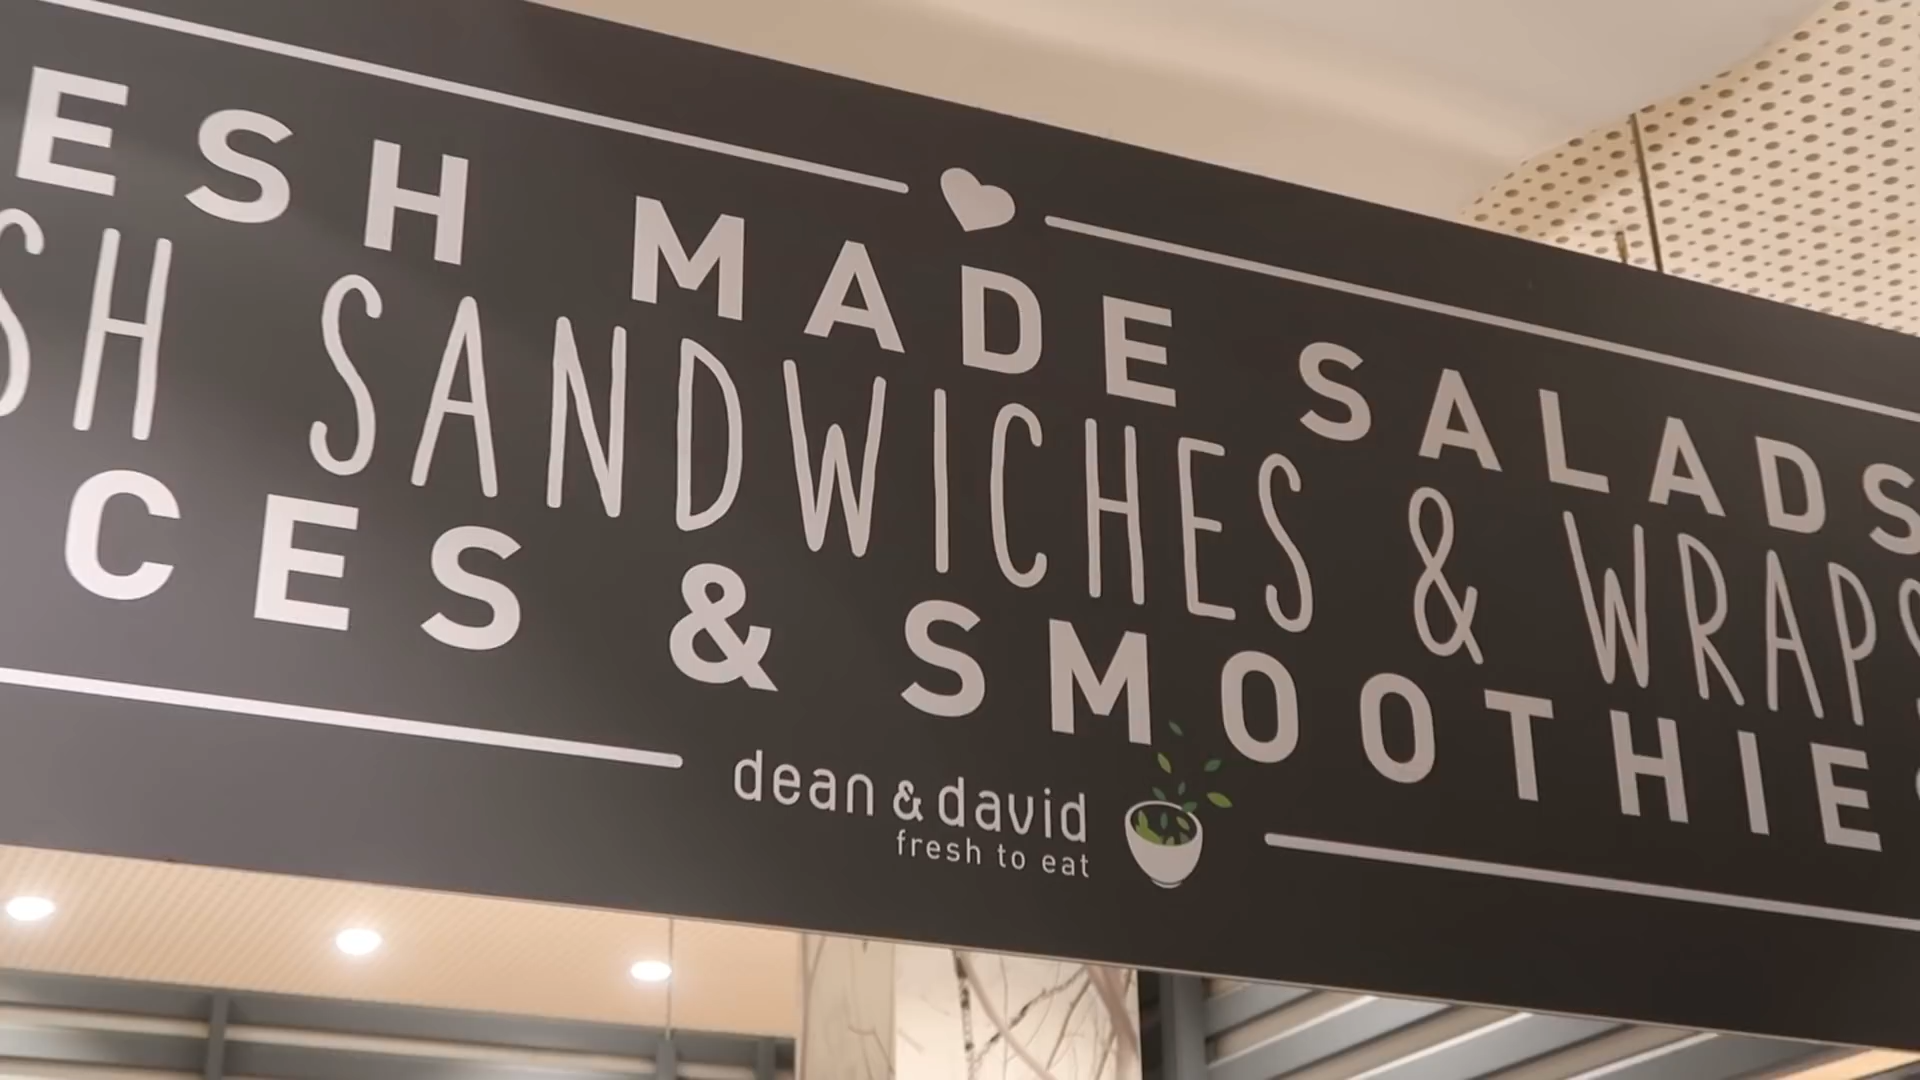 ESH MADE SALADS
SH SANDWICHES & WRAPS
CES & SMOOTHIES
dean & david
fresh to eat